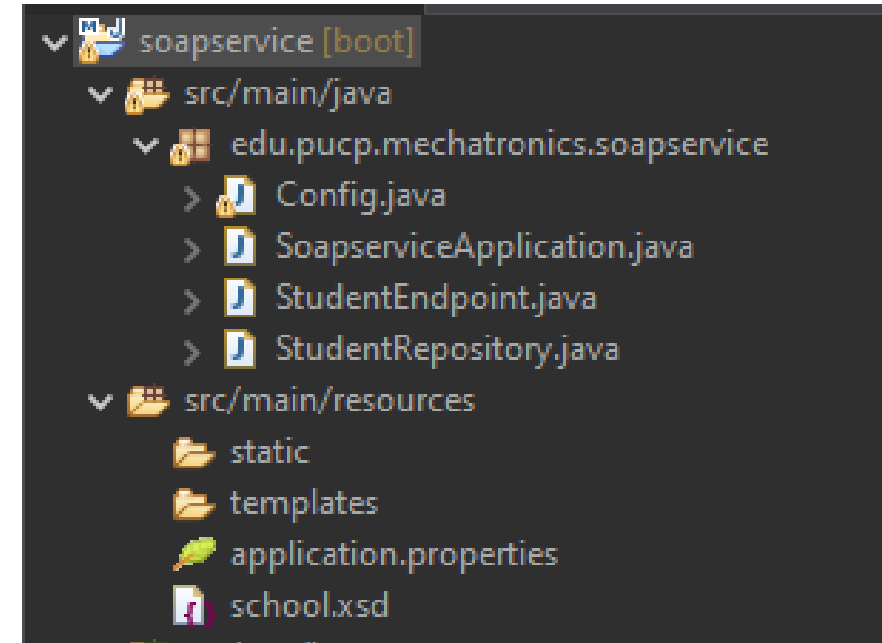 soapservice [boot]
src/main/java
edu.pucp.mechatronics.soapservice
Config.java
SoapserviceApplication.java
StudentEndpoint.java
StudentRepository.java
src/main/resources
static
templates
application.properties
school.xsd